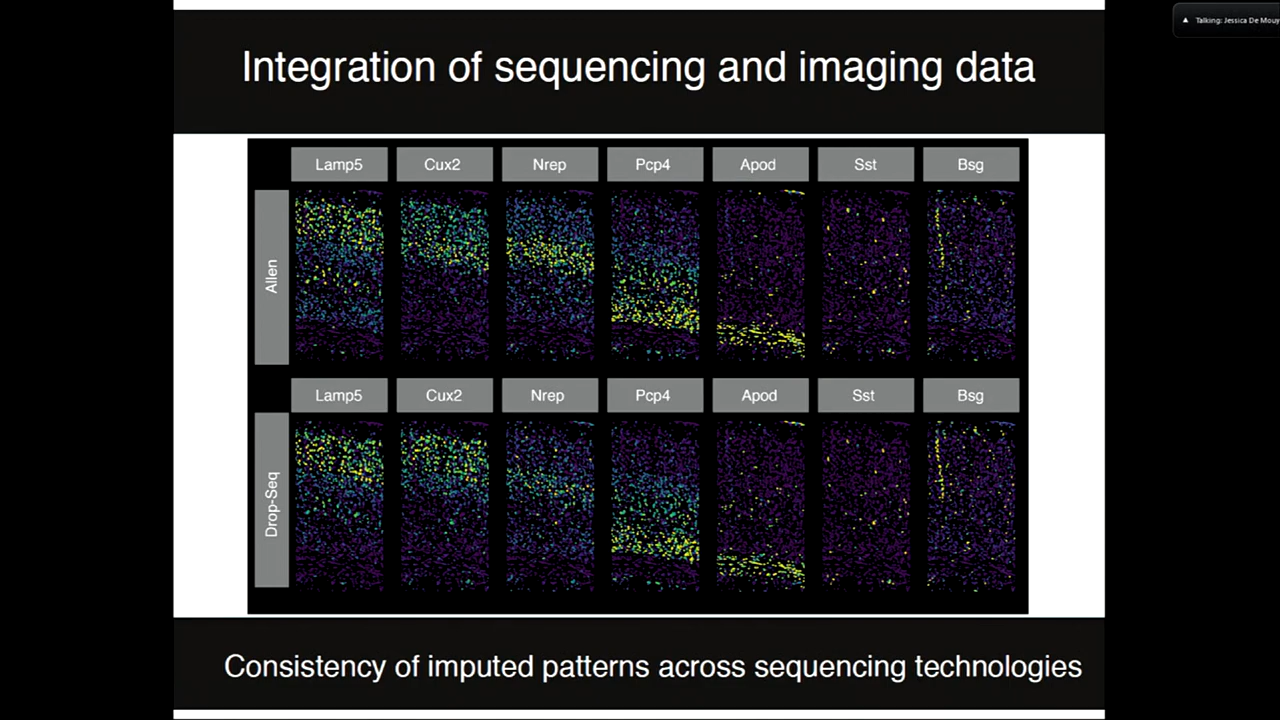 Talking: Jessica De Mouy
Integration of sequencing and imaging data
Lamp5 Cux2 Nrep Pcp4 Apod Sst Bsg
Allen
Lamp5 Cux2 Nrep Pcp4 Apod Sst Bsg
Drop-Seq
Consistency of imputed patterns across sequencing technologies